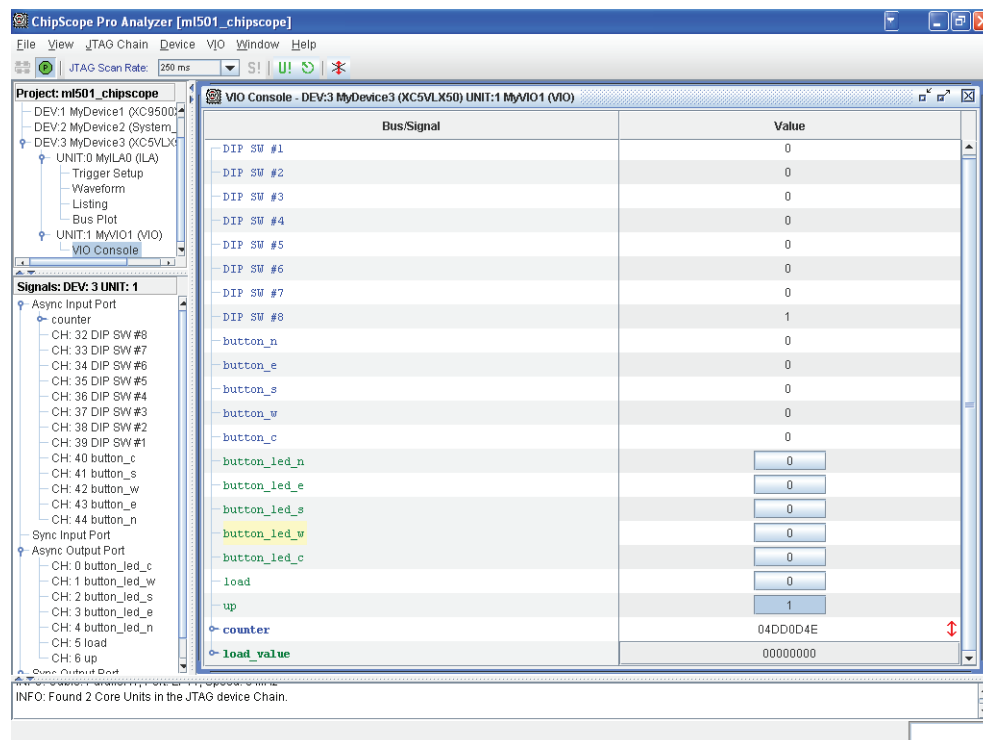 ChipScope Pro Analyzer [ml501_chipscope]
File View JTAG Chain Device VIO Window Help
JTAG Scan Rate: 250 ms S! U!
Project: ml501_chipscope
DEV:1 MyDevice1 (XC9500
DEV:2 MyDevice2 (System_
DEV:3 MyDevice3 (XC5VLX
UNIT:0 MyILA0 (ILA)
Trigger Setup
Waveform
Listing
Bus Plot
UNIT:1 MyVIO1 (VIO)
VIO Console
Signals: DEV: 3 UNIT: 1
Async Input Port
counter
CH: 32 DIP SW #8
CH: 33 DIP SW #7
CH: 34 DIP SW #6
CH: 35 DIP SW #5
CH: 36 DIP SW #4
CH: 37 DIP SW #3
CH: 38 DIP SW #2
CH: 39 DIP SW #1
CH: 40 button_c
CH: 41 button_s
CH: 42 button_w
CH: 43 button_e
CH: 44 button_n
Sync Input Port
Async Output Port
CH: 0 button_led_c
CH: 1 button_led_w
CH: 2 button_led_s
CH: 3 button_led_e
CH: 4 button_led_n
CH: 5 load
CH: 6 up
Sync Output Port
VIO Console - DEV:3 MyDevice3 (XC5VLX50) UNIT:1 MyVIO1 (VIO)
Bus/Signal Value
DIP SW #1 0
DIP SW #2 0
DIP SW #3 0
DIP SW #4 0
DIP SW #5 0
DIP SW #6 0
DIP SW #7 0
DIP SW #8 1
button_n 0
button_e 0
button_s 0
button_w 0
button_c 0
button_led_n 0
button_led_e 0
button_led_s 0
button_led_w 0
button_led_c 0
load 0
up 1
counter 04DD0D4E
load_value 00000000
INFO: Found 2 Core Units in the JTAG device Chain.